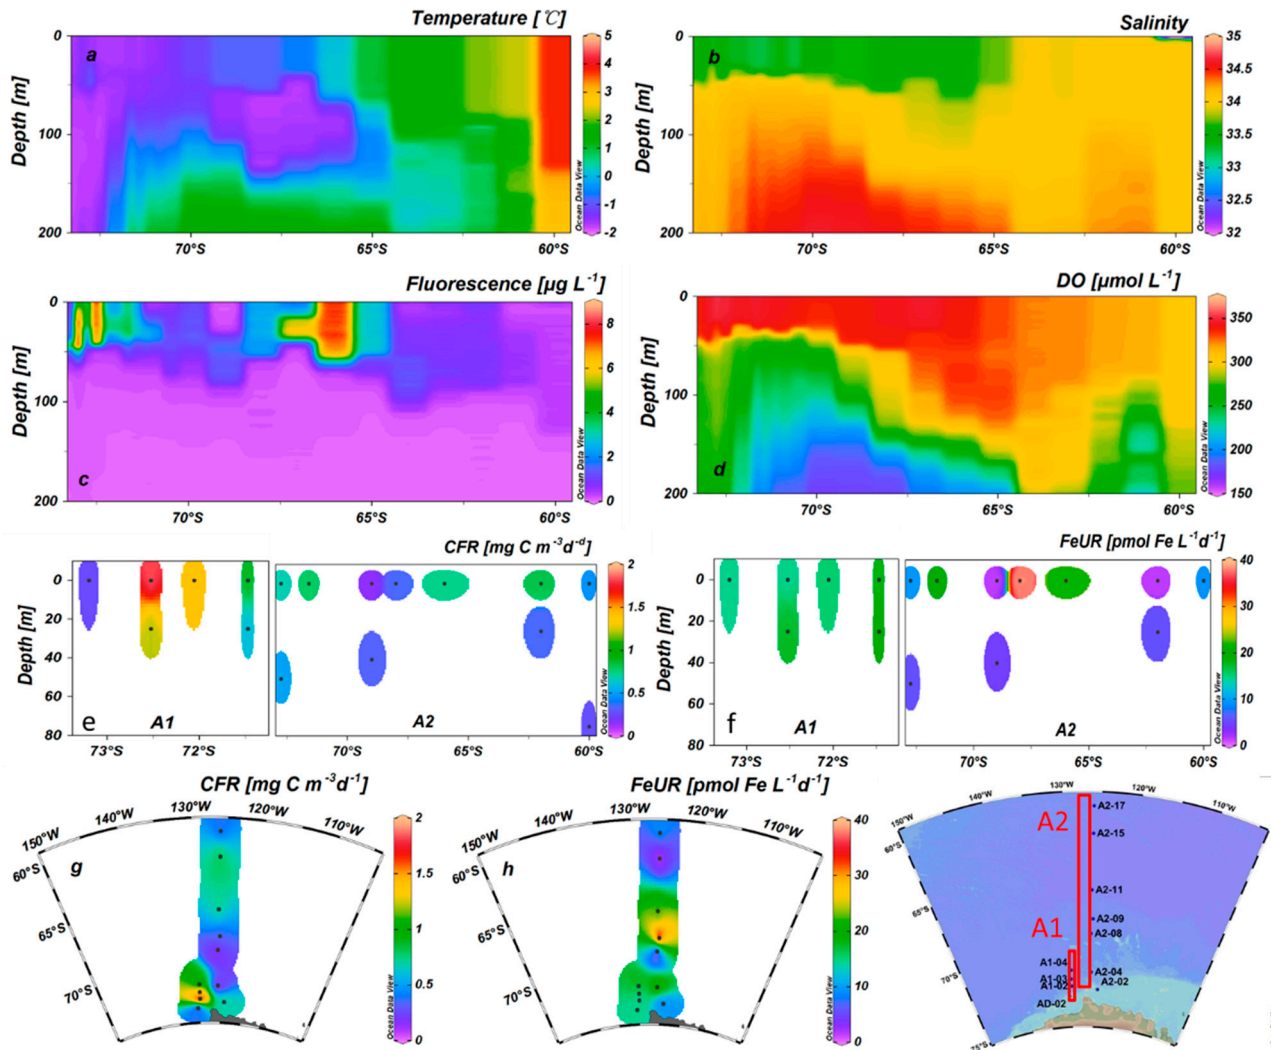 Temperature [℃]
a
Depth [m]
0
100
200
70°S
65°S
60°S
5
4
3
2
1
0
-1
-2
Ocean Data View
Salinity
b
Depth [m]
0
100
200
70°S
65°S
60°S
35
34.5
34
33.5
33
32.5
32
Ocean Data View
Fluorescence [µg L⁻¹]
c
Depth [m]
0
100
200
70°S
65°S
60°S
8
6
4
2
0
Ocean Data View
DO [µmol L⁻¹]
d
Depth [m]
0
100
200
70°S
65°S
60°S
350
300
250
200
150
Ocean Data View
CFR [mg C m⁻³d⁻ᵈ]
Depth [m]
0
20
40
60
80
e
A1
A2
73°S
72°S
70°S
65°S
60°S
2
1.5
1
0.5
0
Ocean Data View
FeUR [pmol Fe L⁻¹d⁻¹]
Depth [m]
0
20
40
60
80
f
A1
A2
73°S
72°S
70°S
65°S
60°S
40
30
20
10
0
Ocean Data View
CFR [mg C m⁻³d⁻¹]
g
150°W
140°W
130°W
120°W
110°W
60°S
65°S
70°S
2
1.5
1
0.5
0
Ocean Data View
FeUR [pmol Fe L⁻¹d⁻¹]
h
150°W
140°W
130°W
120°W
110°W
60°S
65°S
70°S
40
30
20
10
0
Ocean Data View
150°W
140°W
130°W
120°W
110°W
60°S
65°S
70°S
75°S
A2
A1
A2-17
A2-15
A2-11
A2-09
A2-08
A1-04
A1-03
A1-02
A2-04
A2-02
AD-02